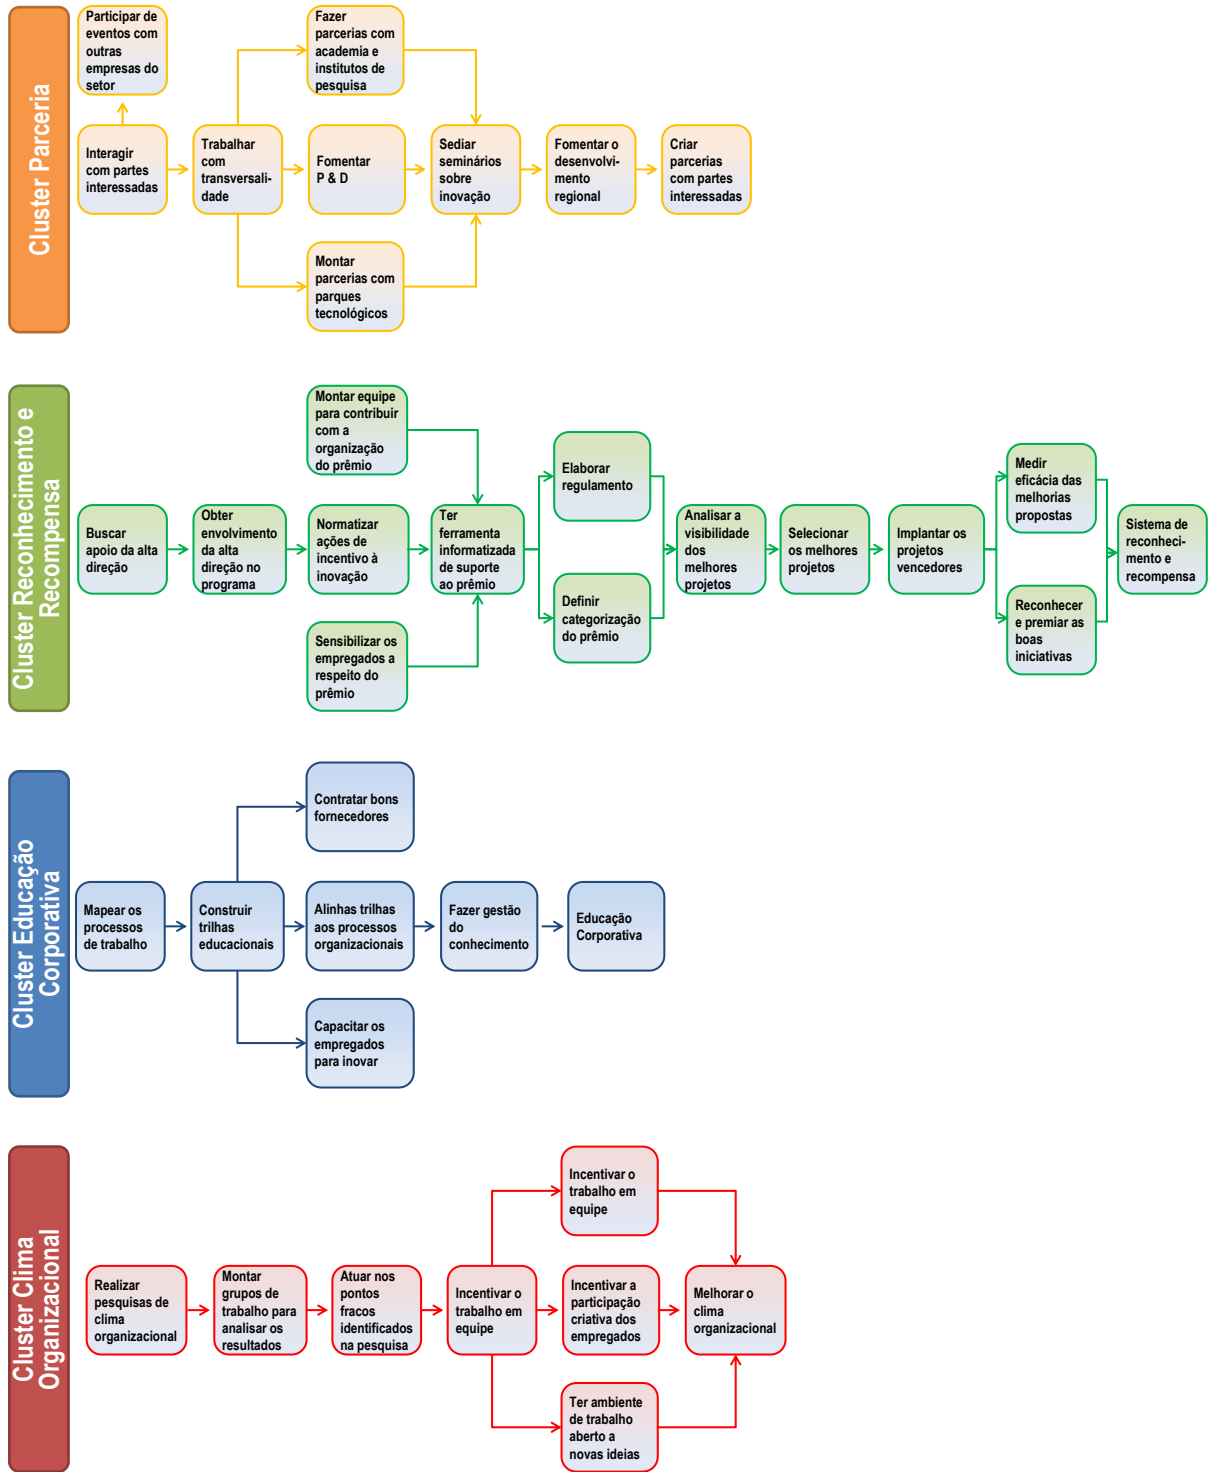 Cluster Parceria
Participar de
eventos com
outras
empresas do
setor
Fazer
parcerias com
academia e
institutos de
pesquisa
Interagir
com partes
interessadas
Trabalhar
com
transversali-
dade
Fomentar
P & D
Sediar
seminários
sobre
inovação
Fomentar o
desenvolvi-
mento
regional
Criar
parcerias
com partes
interessadas
Montar
parcerias com
parques
tecnológicos
Cluster Reconhecimento e
Recompensa
Montar equipe
para contribuir
com a
organização
do prêmio
Buscar
apoio da alta
direção
Obter
envolvimento
da alta
direção no
programa
Normatizar
ações de
incentivo à
inovação
Ter
ferramenta
informatizada
de suporte
ao prêmio
Sensibilizar os
empregados a
respeito do
prêmio
Elaborar
regulamento
Definir
categorização
do prêmio
Analisar a
visibilidade
dos
melhores
projetos
Selecionar
os melhores
projetos
Implantar os
projetos
vencedores
Medir
eficácia das
melhorias
propostas
Reconhecer
e premiar as
boas
iniciativas
Sistema de
reconheci-
mento e
recompensa
Cluster Educação
Corporativa
Contratar bons
fornecedores
Mapear os
processos
de trabalho
Construir
trilhas
educacionais
Alinhas trilhas
aos processos
organizacionais
Fazer gestão
do
conhecimento
Educação
Corporativa
Capacitar os
empregados
para inovar
Cluster Clima
Organizacional
Incentivar o
trabalho em
equipe
Realizar
pesquisas de
clima
organizacional
Montar
grupos de
trabalho para
analisar os
resultados
Atuar nos
pontos
fracos
identificados
na pesquisa
Incentivar o
trabalho em
equipe
Incentivar a
participação
criativa dos
empregados
Melhorar o
clima
organizacional
Ter ambiente
de trabalho
aberto a
novas ideias